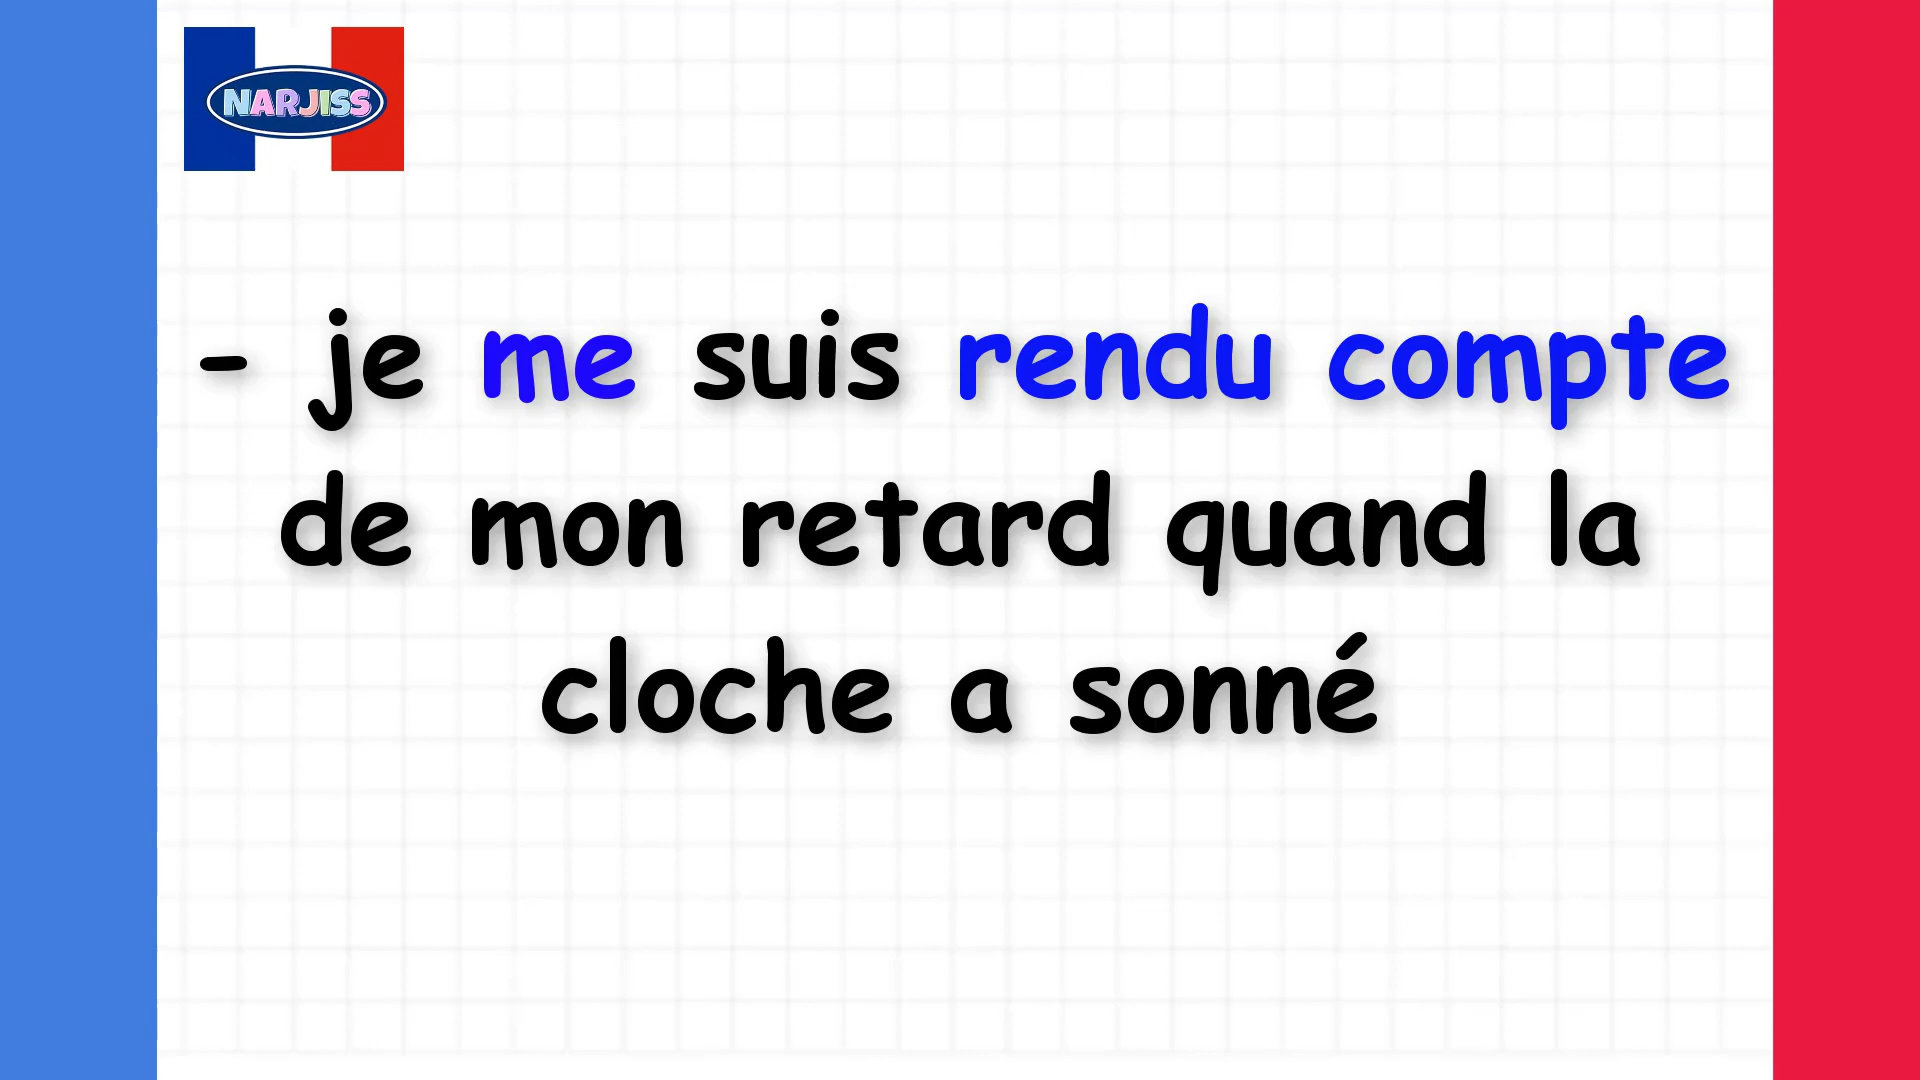 NARJISS
- je me suis rendu compte
de mon retard quand la
cloche a sonné